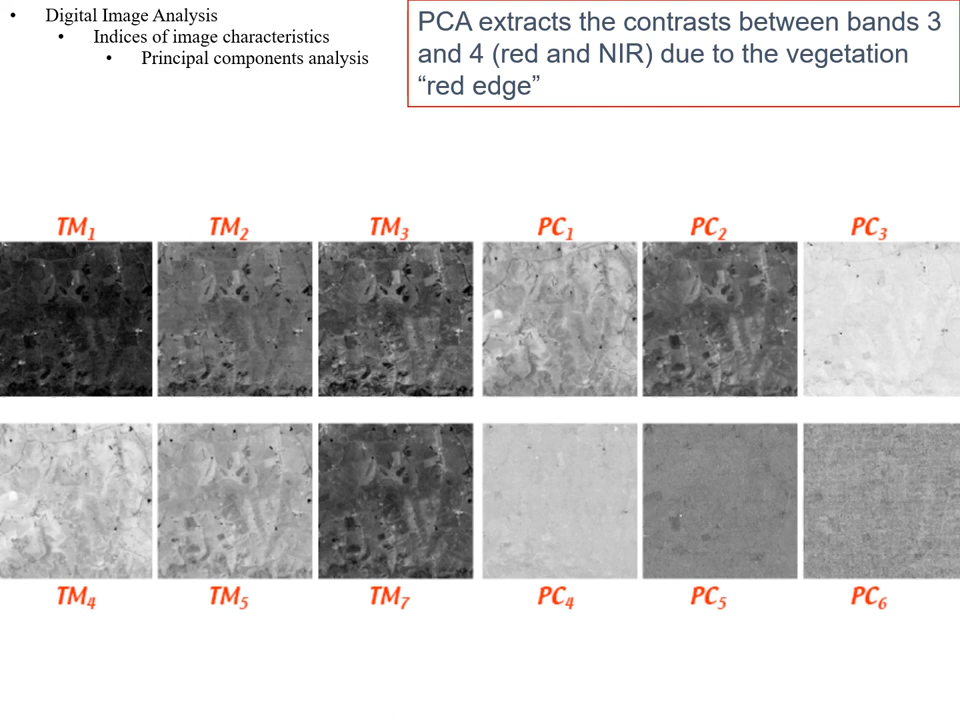 • Digital Image Analysis
• Indices of image characteristics
• Principal components analysis
PCA extracts the contrasts between bands 3
and 4 (red and NIR) due to the vegetation
“red edge”
TM1 TM2 TM3 PC1 PC2 PC3
TM4 TM5 TM7 PC4 PC5 PC6